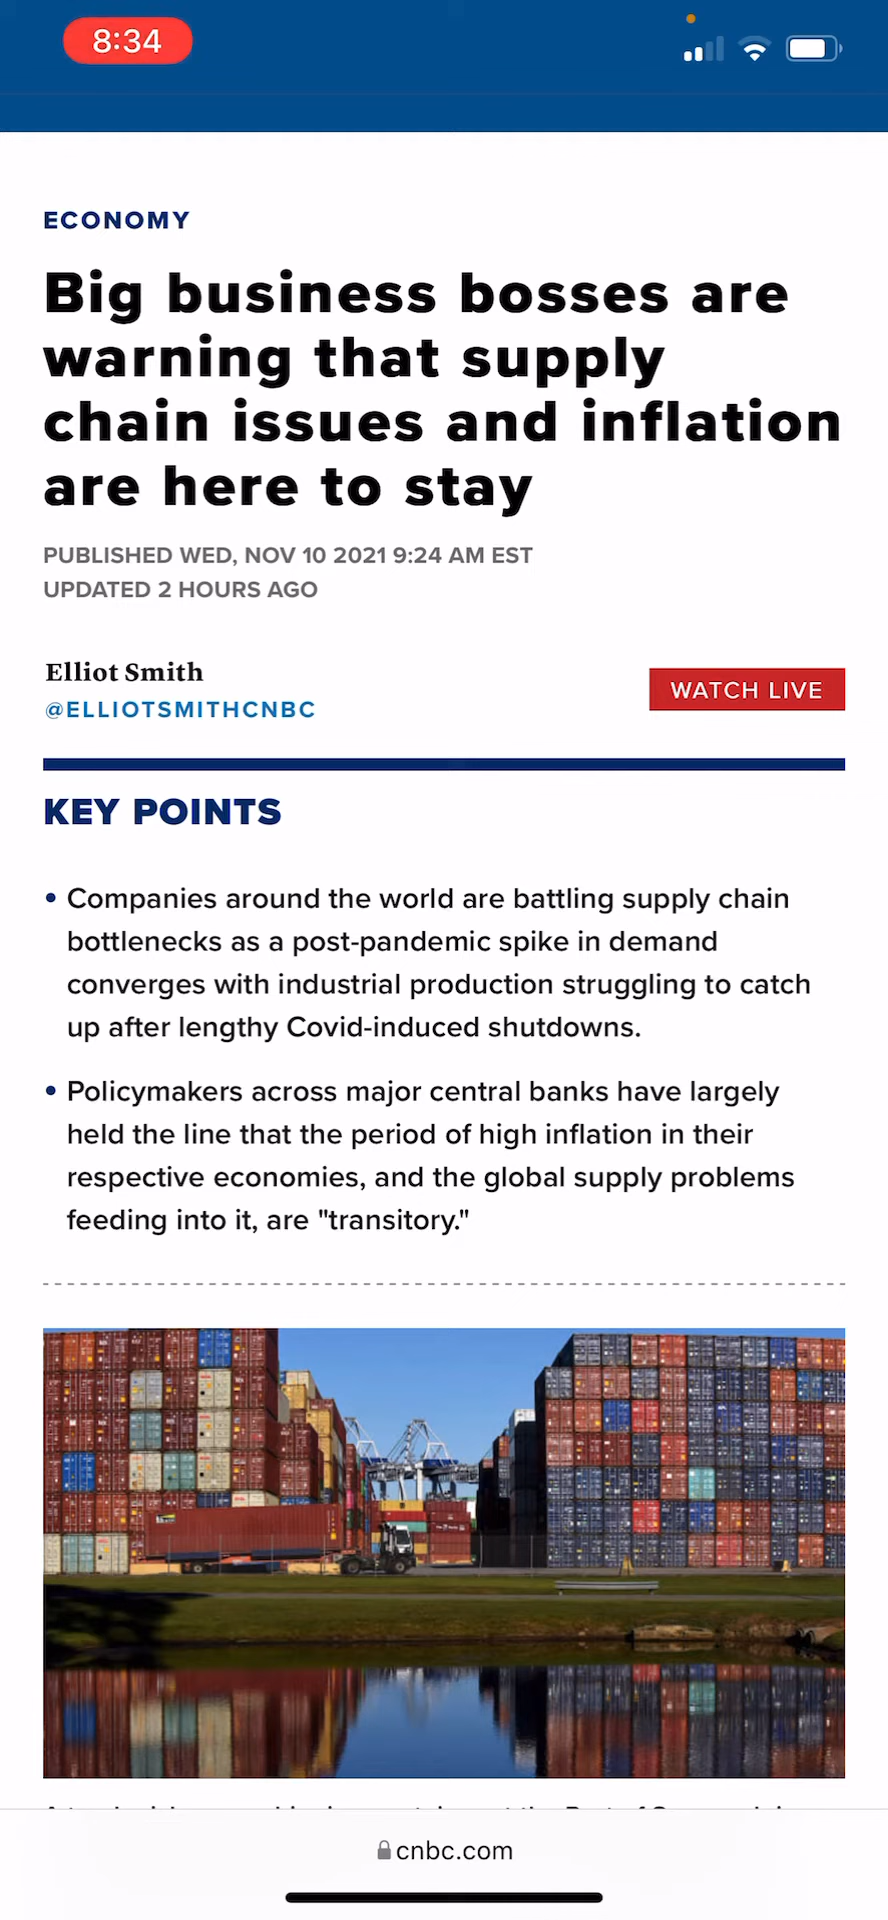 8:34
ECONOMY
Big business bosses are
warning that supply
chain issues and inflation
are here to stay
PUBLISHED WED, NOV 10 2021 9:24 AM EST
UPDATED 2 HOURS AGO
Elliot Smith
@ELLIOTSMITHCNBC
WATCH LIVE
KEY POINTS
• Companies around the world are battling supply chain
bottlenecks as a post-pandemic spike in demand
converges with industrial production struggling to catch
up after lengthy Covid-induced shutdowns.
• Policymakers across major central banks have largely
held the line that the period of high inflation in their
respective economies, and the global supply problems
feeding into it, are "transitory."
cnbc.com